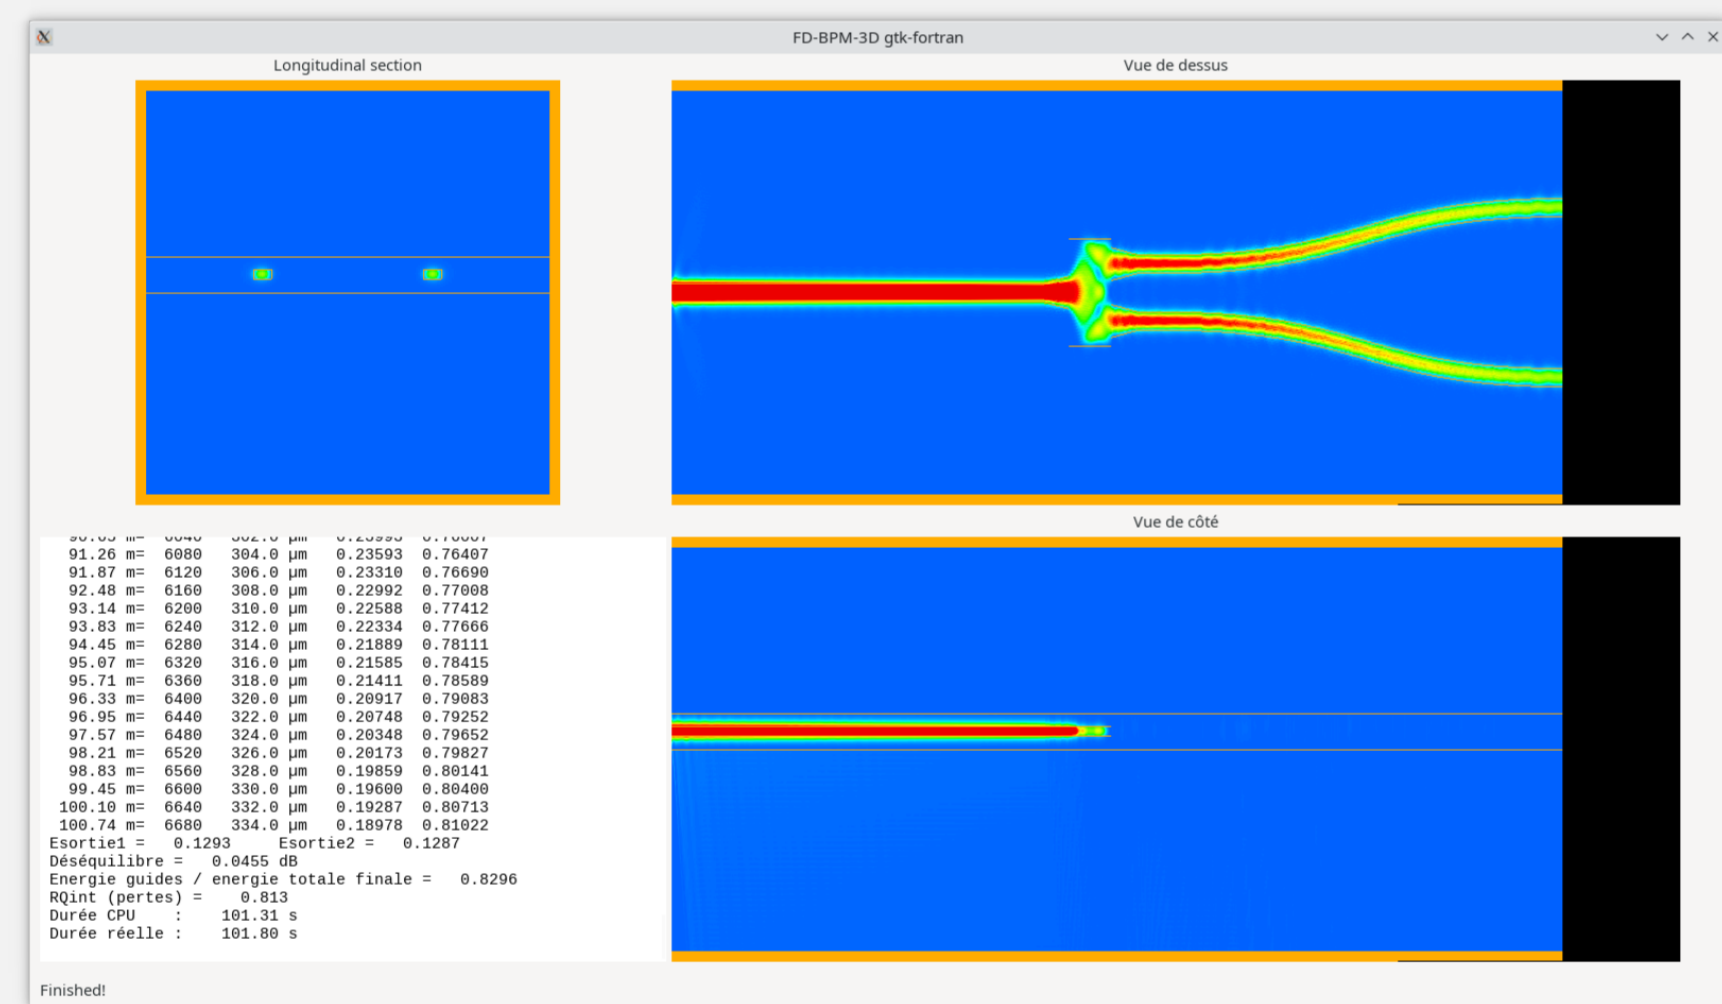 FD-BPM-3D gtk-fortran
Longitudinal section
Vue de dessus
91.26 m= 6080 304.0 µm 0.23593 0.76407
91.87 m= 6120 306.0 µm 0.23310 0.76690
92.48 m= 6160 308.0 µm 0.22992 0.77008
93.14 m= 6200 310.0 µm 0.22588 0.77412
93.83 m= 6240 312.0 µm 0.22334 0.77666
94.45 m= 6280 314.0 µm 0.21889 0.78111
95.07 m= 6320 316.0 µm 0.21585 0.78415
95.71 m= 6360 318.0 µm 0.21411 0.78589
96.33 m= 6400 320.0 µm 0.20917 0.79083
96.95 m= 6440 322.0 µm 0.20748 0.79252
97.57 m= 6480 324.0 µm 0.20348 0.79652
98.21 m= 6520 326.0 µm 0.20173 0.79827
98.83 m= 6560 328.0 µm 0.19859 0.80141
99.45 m= 6600 330.0 µm 0.19600 0.80400
100.10 m= 6640 332.0 µm 0.19287 0.80713
100.74 m= 6680 334.0 µm 0.18978 0.81022
Esortie1 = 0.1293 Esortie2 = 0.1287
Déséquilibre = 0.0455 dB
Energie guides / energie totale finale = 0.8296
RQint (pertes) = 0.813
Durée CPU : 101.31 s
Durée réelle : 101.80 s
Vue de côté
Finished!